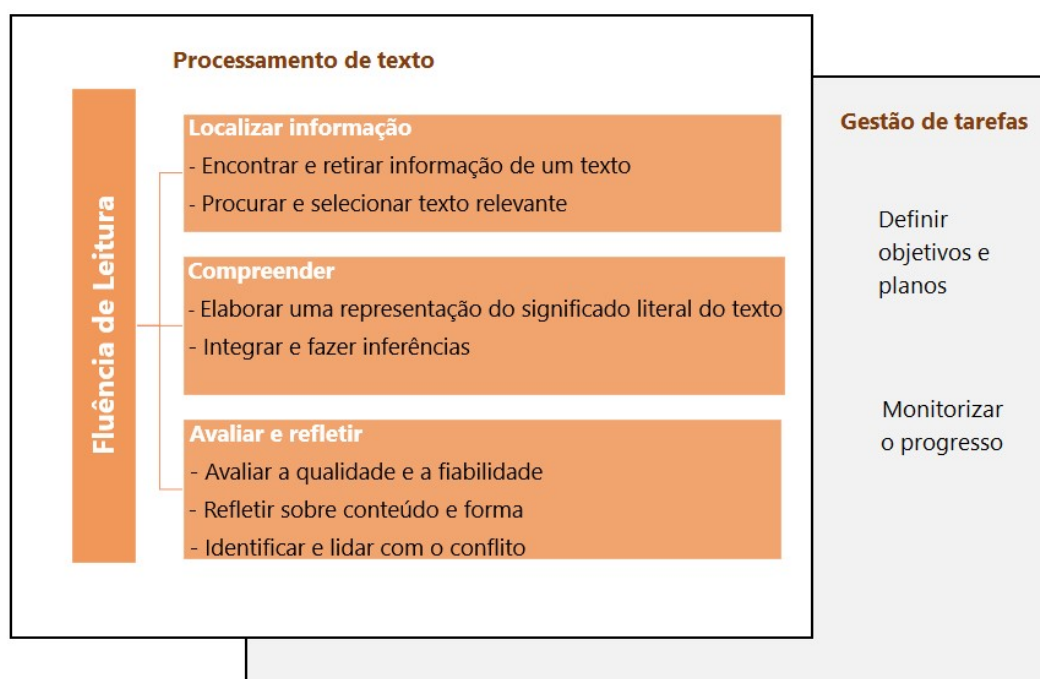 Processamento de texto
Fluência de Leitura
Localizar informação
- Encontrar e retirar informação de um texto
- Procurar e selecionar texto relevante
Compreender
- Elaborar uma representação do significado literal do texto
- Integrar e fazer inferências
Avaliar e refletir
- Avaliar a qualidade e a fiabilidade
- Refletir sobre conteúdo e forma
- Identificar e lidar com o conflito
Gestão de tarefas
Definir
objetivos e
planos
Monitorizar
o progresso